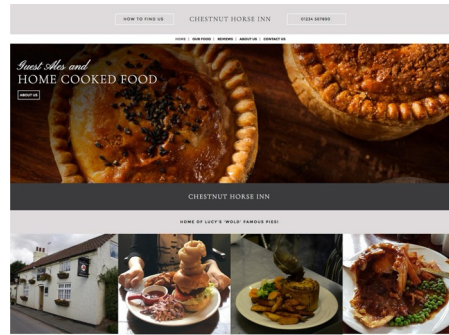 HOW TO FIND US
CHESTNUT HORSE INN
01234 567890
HOME | OUR FOOD | REVIEWS | ABOUT US | CONTACT US
Guest Ales and
HOME COOKED FOOD
ABOUT US
CHESTNUT HORSE INN
HOME OF LUCY'S 'WOLD' FAMOUS PIES!